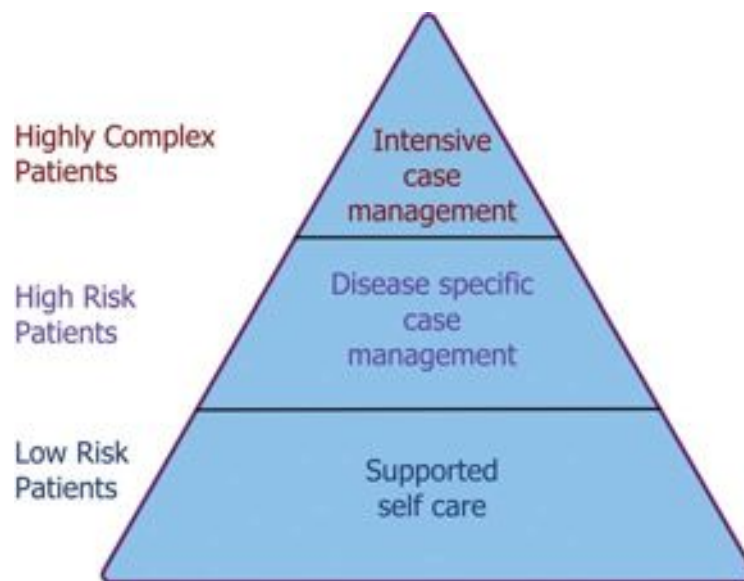 Highly Complex
Patients
Intensive
case
management
High Risk
Patients
Disease specific
case
management
Low Risk
Patients
Supported
self care